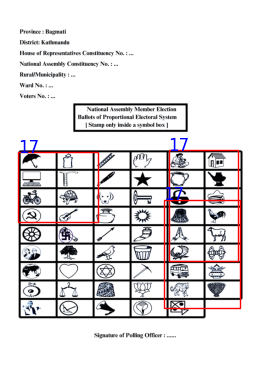 Province : Bagmati
District: Kathmandu
House of Representatives Constituency No. : ...
National Assembly Constituency No. : ...
Rural/Municipality : ...
Ward No. : ...
Voters No. : ...
National Assembly Member Election
Ballots of Proportional Electoral System
[ Stamp only inside a symbol box ]
17
17
Signature of Polling Officer : ......